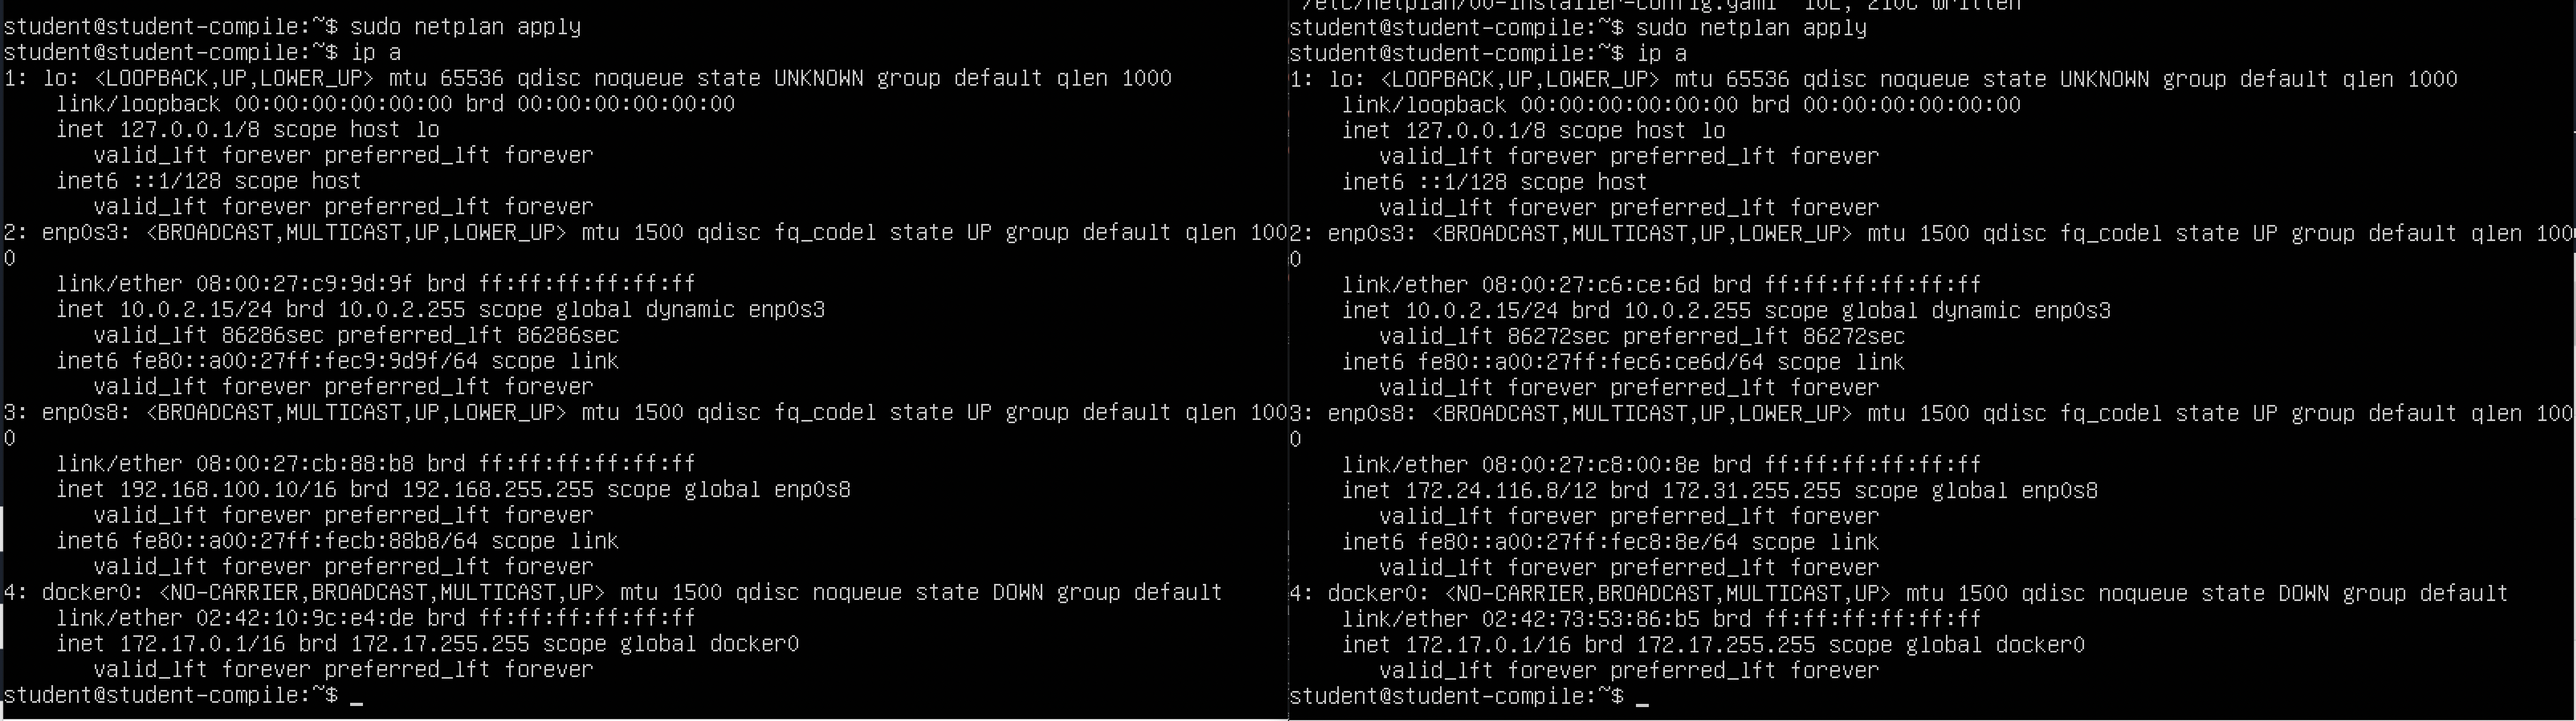 student@student-compile:~$ sudo netplan apply
student@student-compile:~$ ip a
1: lo: <LOOPBACK,UP,LOWER_UP> mtu 65536 qdisc noqueue state UNKNOWN group default qlen 1000
    link/loopback 00:00:00:00:00:00 brd 00:00:00:00:00:00
    inet 127.0.0.1/8 scope host lo
       valid_lft forever preferred_lft forever
    inet6 ::1/128 scope host
       valid_lft forever preferred_lft forever
2: enp0s3: <BROADCAST,MULTICAST,UP,LOWER_UP> mtu 1500 qdisc fq_codel state UP group default qlen 100
0
    link/ether 08:00:27:c9:9d:9f brd ff:ff:ff:ff:ff:ff
    inet 10.0.2.15/24 brd 10.0.2.255 scope global dynamic enp0s3
       valid_lft 86286sec preferred_lft 86286sec
    inet6 fe80::a00:27ff:fec9:9d9f/64 scope link
       valid_lft forever preferred_lft forever
3: enp0s8: <BROADCAST,MULTICAST,UP,LOWER_UP> mtu 1500 qdisc fq_codel state UP group default qlen 100
0
    link/ether 08:00:27:cb:88:b8 brd ff:ff:ff:ff:ff:ff
    inet 192.168.100.10/16 brd 192.168.255.255 scope global enp0s8
       valid_lft forever preferred_lft forever
    inet6 fe80::a00:27ff:fecb:88b8/64 scope link
       valid_lft forever preferred_lft forever
4: docker0: <NO-CARRIER,BROADCAST,MULTICAST,UP> mtu 1500 qdisc noqueue state DOWN group default
    link/ether 02:42:10:9c:e4:de brd ff:ff:ff:ff:ff:ff
    inet 172.17.0.1/16 brd 172.17.255.255 scope global docker0
       valid_lft forever preferred_lft forever
student@student-compile:~$ _
/etc/netplan/00-installer-config.yaml" 10L, 210C written
student@student-compile:~$ sudo netplan apply
student@student-compile:~$ ip a
1: lo: <LOOPBACK,UP,LOWER_UP> mtu 65536 qdisc noqueue state UNKNOWN group default qlen 1000
    link/loopback 00:00:00:00:00:00 brd 00:00:00:00:00:00
    inet 127.0.0.1/8 scope host lo
       valid_lft forever preferred_lft forever
    inet6 ::1/128 scope host
       valid_lft forever preferred_lft forever
2: enp0s3: <BROADCAST,MULTICAST,UP,LOWER_UP> mtu 1500 qdisc fq_codel state UP group default qlen 100
0
    link/ether 08:00:27:c6:ce:6d brd ff:ff:ff:ff:ff:ff
    inet 10.0.2.15/24 brd 10.0.2.255 scope global dynamic enp0s3
       valid_lft 86272sec preferred_lft 86272sec
    inet6 fe80::a00:27ff:fec6:ce6d/64 scope link
       valid_lft forever preferred_lft forever
3: enp0s8: <BROADCAST,MULTICAST,UP,LOWER_UP> mtu 1500 qdisc fq_codel state UP group default qlen 100
0
    link/ether 08:00:27:c8:00:8e brd ff:ff:ff:ff:ff:ff
    inet 172.24.116.8/12 brd 172.31.255.255 scope global enp0s8
       valid_lft forever preferred_lft forever
    inet6 fe80::a00:27ff:fec8:8e/64 scope link
       valid_lft forever preferred_lft forever
4: docker0: <NO-CARRIER,BROADCAST,MULTICAST,UP> mtu 1500 qdisc noqueue state DOWN group default
    link/ether 02:42:73:53:86:b5 brd ff:ff:ff:ff:ff:ff
    inet 172.17.0.1/16 brd 172.17.255.255 scope global docker0
       valid_lft forever preferred_lft forever
student@student-compile:~$ _